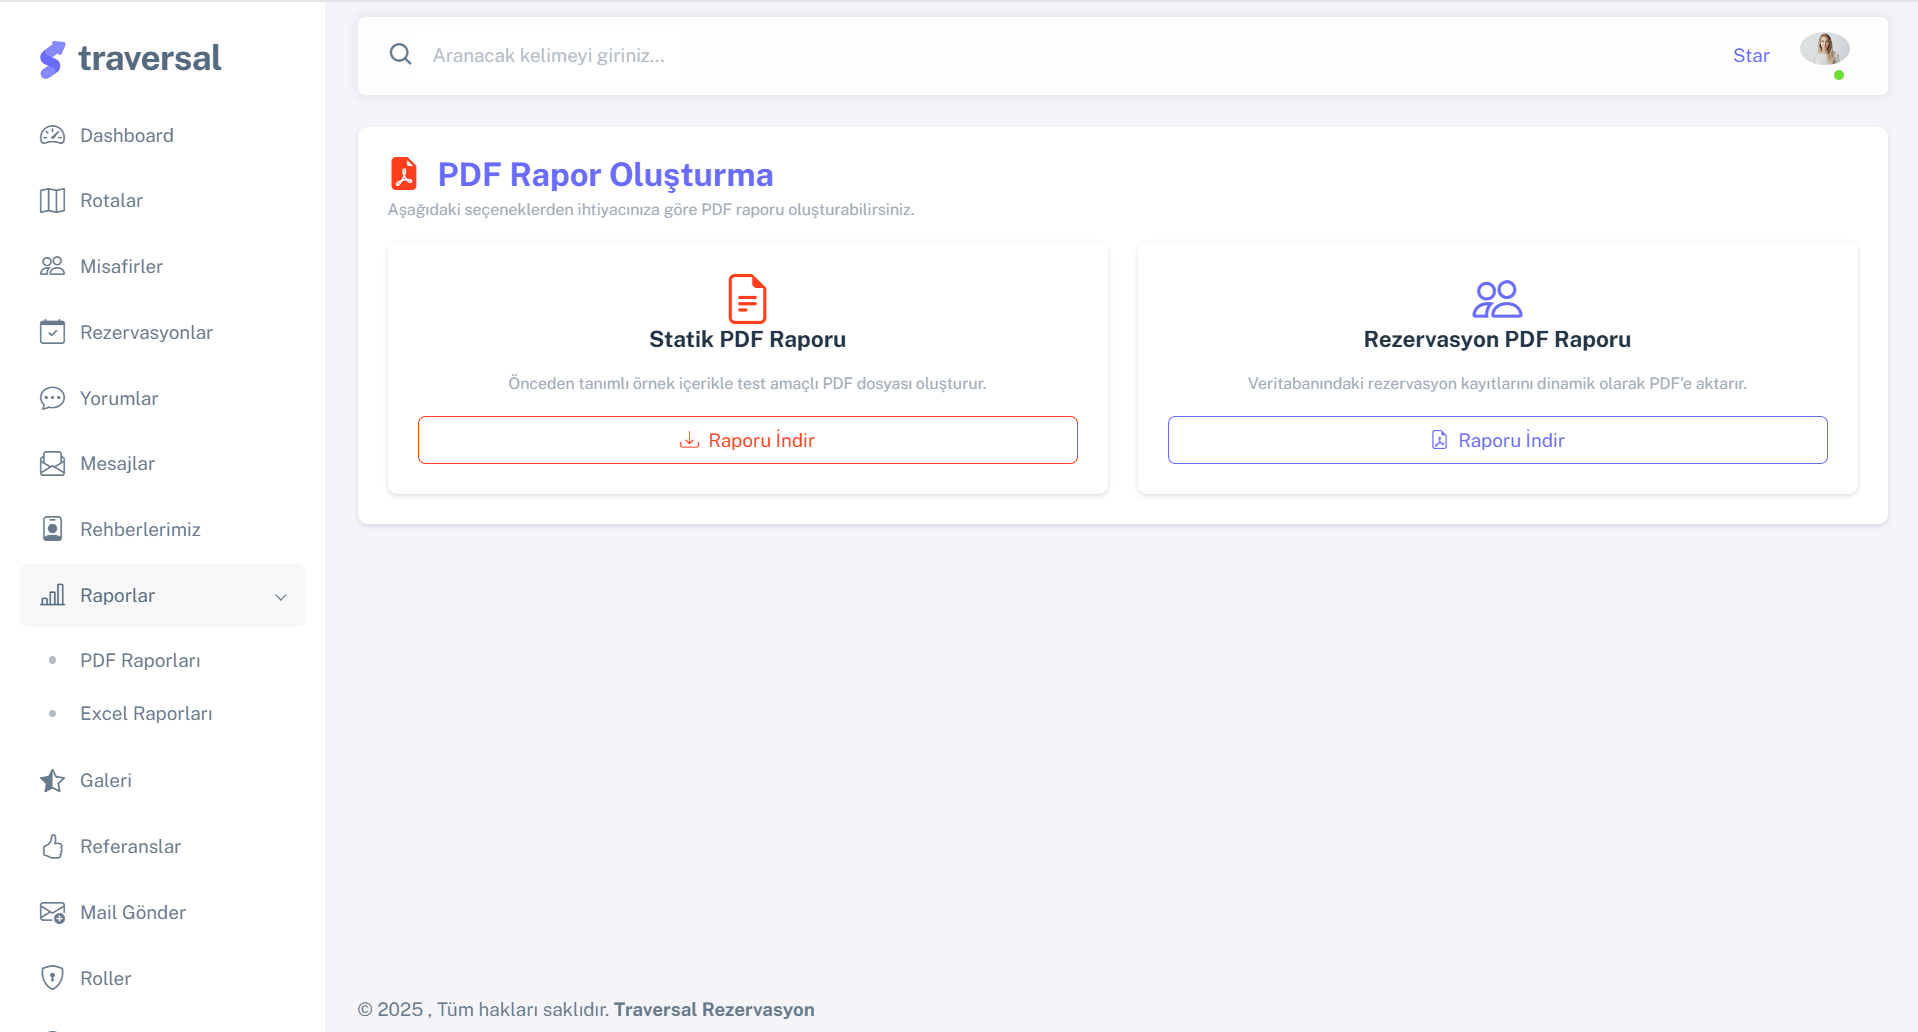 traversal
Dashboard
Rotalar
Misafirler
Rezervasyonlar
Yorumlar
Mesajlar
Rehberlerimiz
Raporlar
PDF Raporları
Excel Raporları
Galeri
Referanslar
Mail Gönder
Roller
Aranacak kelimeyi giriniz...
Star
PDF Rapor Oluşturma
Aşağıdaki seçeneklerden ihtiyacınıza göre PDF raporu oluşturabilirsiniz.
Statik PDF Raporu
Önceden tanımlı örnek içerikle test amaçlı PDF dosyası oluşturur.
Raporu İndir
Rezervasyon PDF Raporu
Veritabanındaki rezervasyon kayıtlarını dinamik olarak PDF'e aktarır.
Raporu İndir
© 2025 , Tüm hakları saklıdır. Traversal Rezervasyon